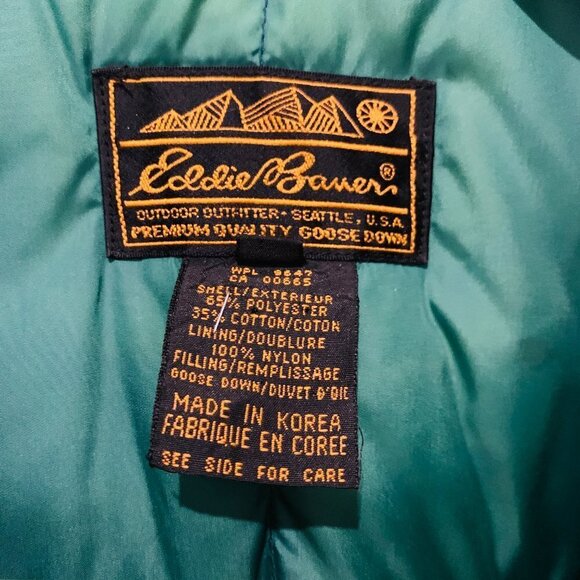 Eddie Bauer®
OUTDOOR OUTFITTER • SEATTLE, U.S.A.
PREMIUM QUALITY GOOSE DOWN
WPL 9647
CA 00665
SHELL/EXTERIEUR
65% POLYESTER
35% COTTON/COTON
LINING/DOUBLURE
100% NYLON
FILLING/REMPLISSAGE
GOOSE DOWN/DUVET D'OIE
MADE IN KOREA
FABRIQUE EN COREE
SEE SIDE FOR CARE